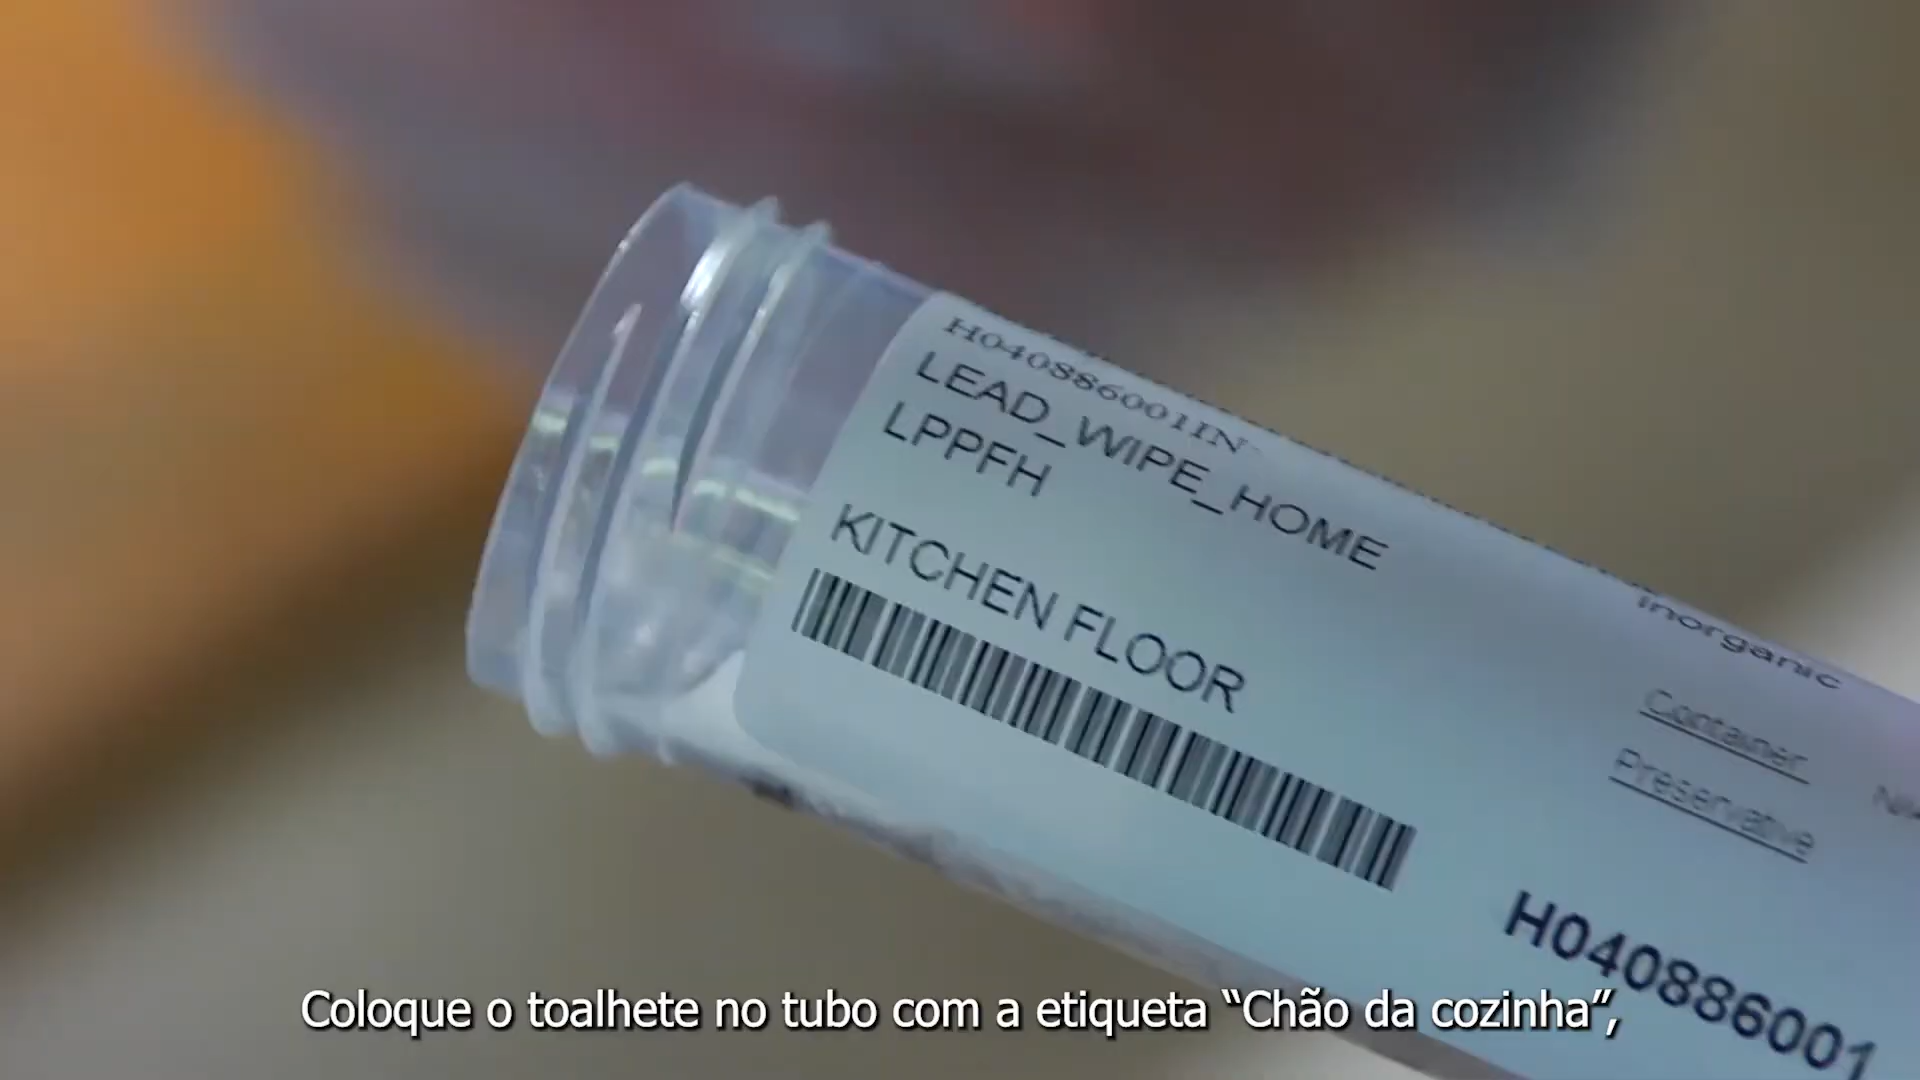 H040886001IN
LEAD_WIPE_HOME
LPPFH
KITCHEN FLOOR
Inorganic
Container
Preservative
H040886001
Coloque o toalhete no tubo com a etiqueta “Chão da cozinha”,